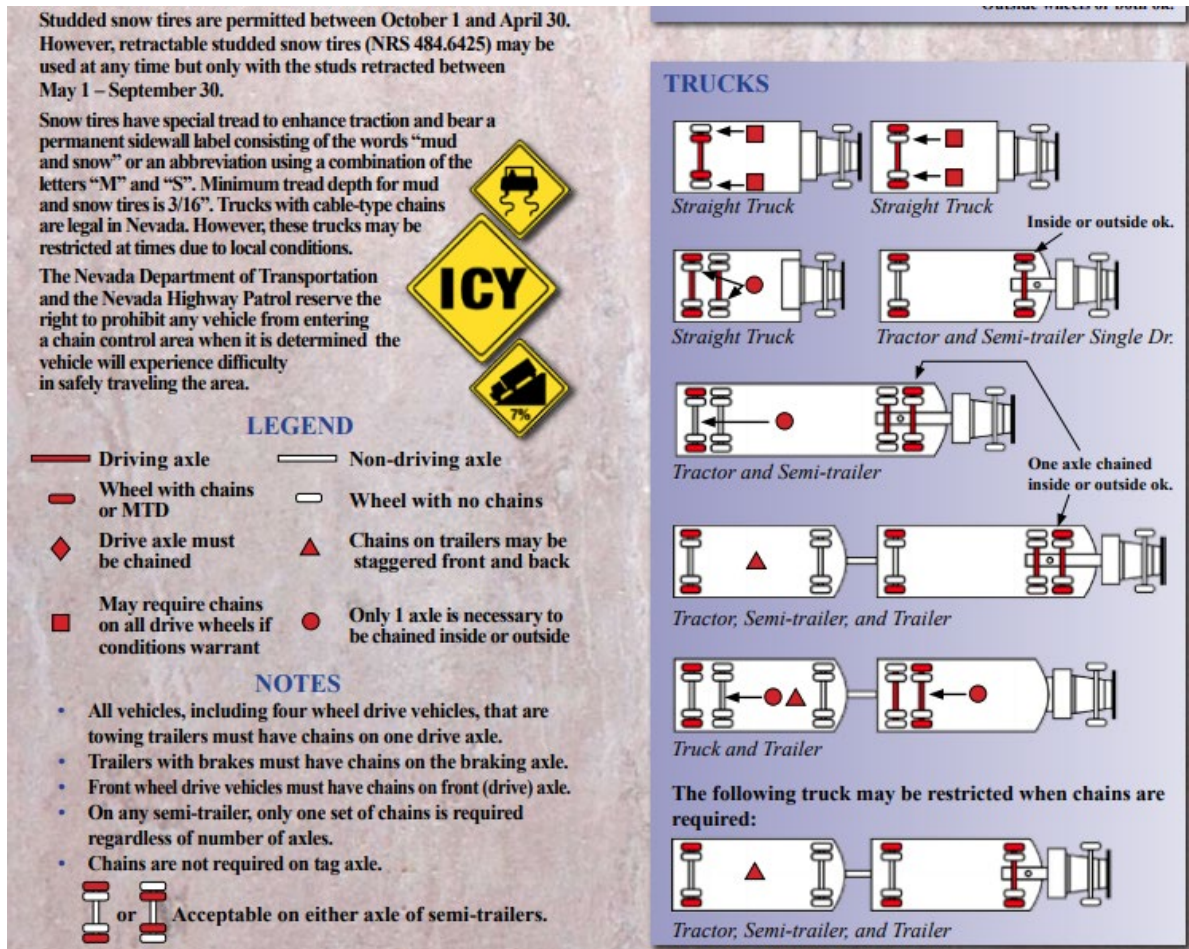 Studded snow tires are permitted between October 1 and April 30.
However, retractable studded snow tires (NRS 484.6425) may be
used at any time but only with the studs retracted between
May 1 – September 30.
Snow tires have special tread to enhance traction and bear a
permanent sidewall label consisting of the words “mud
and snow” or an abbreviation using a combination of the
letters “M” and “S”. Minimum tread depth for mud
and snow tires is 3/16”. Trucks with cable-type chains
are legal in Nevada. However, these trucks may be
restricted at times due to local conditions.
The Nevada Department of Transportation
and the Nevada Highway Patrol reserve the
right to prohibit any vehicle from entering
a chain control area when it is determined the
vehicle will experience difficulty
in safely traveling the area.
ICY
7%
LEGEND
Driving axle
Non-driving axle
Wheel with chains
or MTD
Wheel with no chains
Drive axle must
be chained
Chains on trailers may be
staggered front and back
May require chains
on all drive wheels if
conditions warrant
Only 1 axle is necessary to
be chained inside or outside
NOTES
• All vehicles, including four wheel drive vehicles, that are
towing trailers must have chains on one drive axle.
• Trailers with brakes must have chains on the braking axle.
• Front wheel drive vehicles must have chains on front (drive) axle.
• On any semi-trailer, only one set of chains is required
regardless of number of axles.
• Chains are not required on tag axle.
or
Acceptable on either axle of semi-trailers.
Outside wheels or both ok.
TRUCKS
Straight Truck
Straight Truck
Inside or outside ok.
Straight Truck
Tractor and Semi-trailer Single Dr.
Tractor and Semi-trailer
One axle chained
inside or outside ok.
Tractor, Semi-trailer, and Trailer
Truck and Trailer
The following truck may be restricted when chains are
required:
Tractor, Semi-trailer, and Trailer